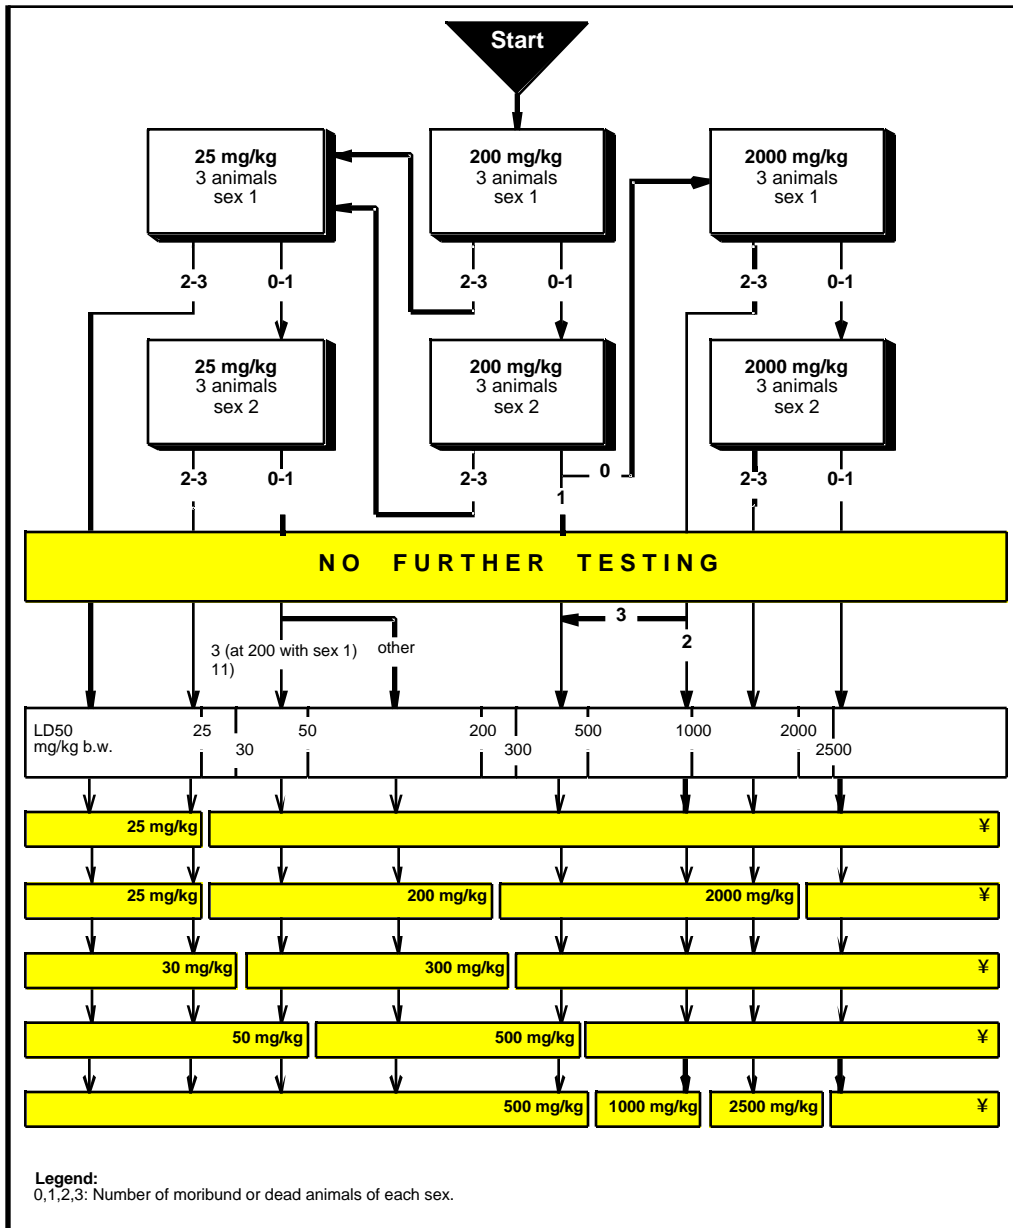 Start
25 mg/kg
3 animals
sex 1
200 mg/kg
3 animals
sex 1
2000 mg/kg
3 animals
sex 1
2-3 0-1 2-3 0-1 2-3 0-1
25 mg/kg
3 animals
sex 2
200 mg/kg
3 animals
sex 2
2000 mg/kg
3 animals
sex 2
2-3 0-1 2-3 0 2-3 0-1
1
NO FURTHER TESTING
3
3 (at 200 with sex 1) other 2
11)
LD50 25 50 200 500 1000 2000
mg/kg b.w. 30 300 2500
25 mg/kg ¥
25 mg/kg 200 mg/kg 2000 mg/kg ¥
30 mg/kg 300 mg/kg ¥
50 mg/kg 500 mg/kg ¥
500 mg/kg 1000 mg/kg 2500 mg/kg ¥
Legend:
0,1,2,3: Number of moribund or dead animals of each sex.